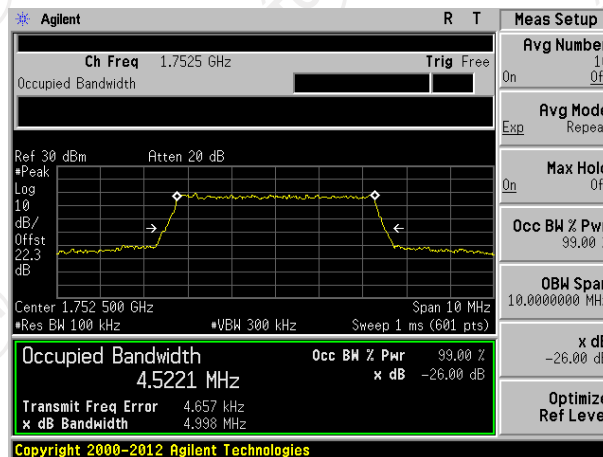 Agilent R T Meas Setup
Ch Freq 1.7525 GHz Trig Free
Occupied Bandwidth
Avg Number
On
Avg Mode
Exp
Max Hold
On
Occ BW % Pwr
99.00 %
OBW Span
10.0000000 MHz
x dB
-26.00 dB
Optimize
Ref Level
Ref 30 dBm Atten 20 dB
#Peak
Log
10
dB/
Offst
22.3
dB
Center 1.752 500 GHz Span 10 MHz
#Res BW 100 kHz #VBW 300 kHz Sweep 1 ms (601 pts)
Occupied Bandwidth Occ BW % Pwr 99.00 %
4.5221 MHz x dB -26.00 dB
Transmit Freq Error 4.657 kHz
x dB Bandwidth 4.998 MHz
Copyright 2000-2012 Agilent Technologies